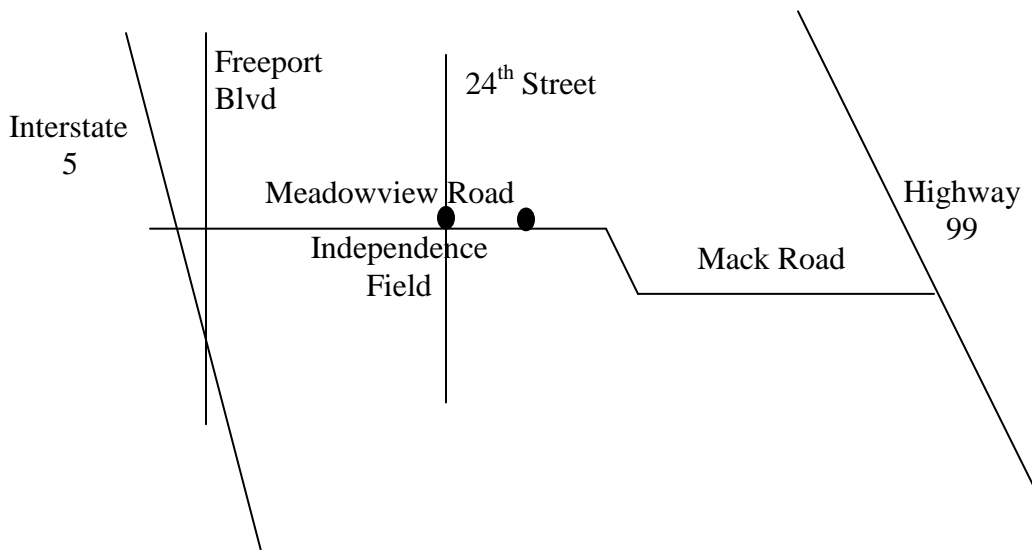 Freeport
Blvd
24th Street
Interstate
5
Meadowview Road
Highway
99
Independence
Field
Mack Road